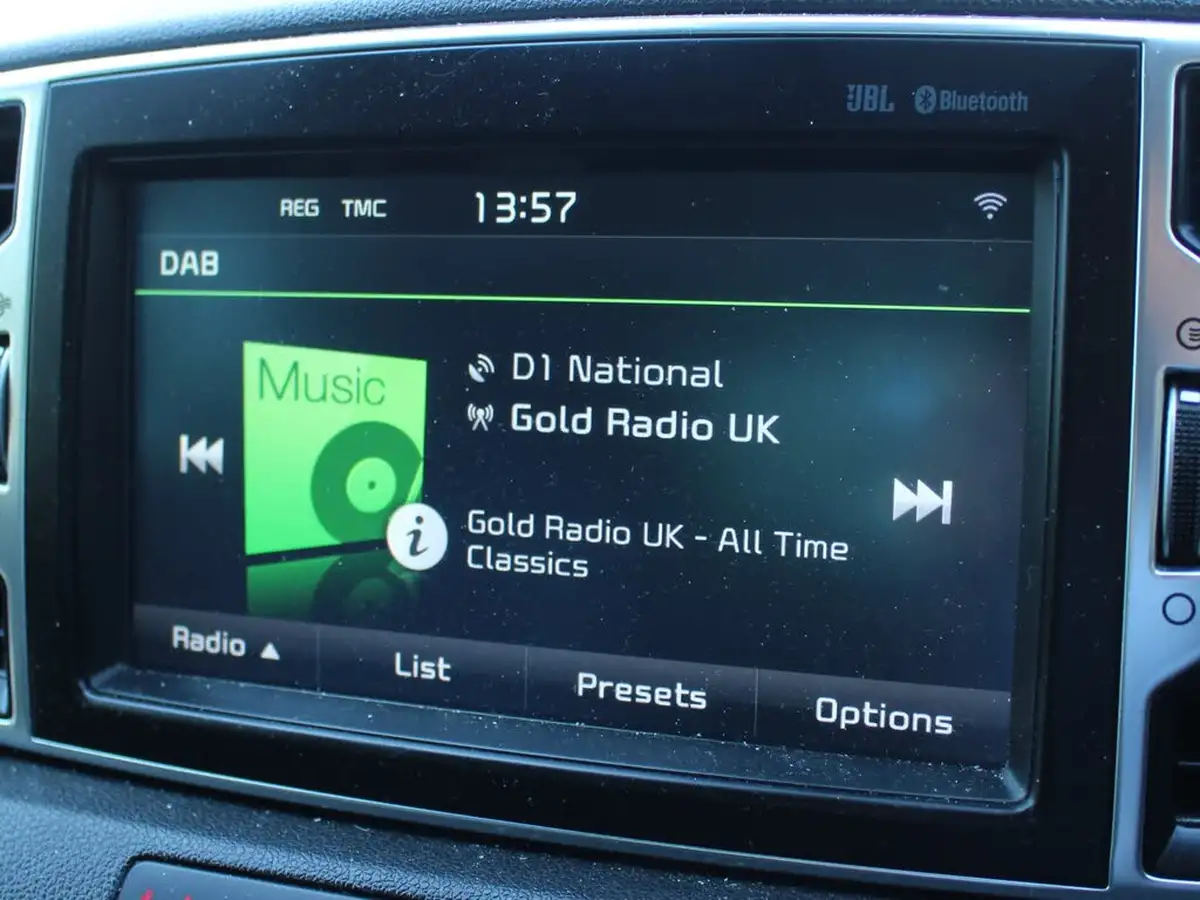 JBL Bluetooth
REG TMC 13:57
DAB
Music
D1 National
Gold Radio UK
i
Gold Radio UK - All Time
Classics
Radio ▲ List Presets Options